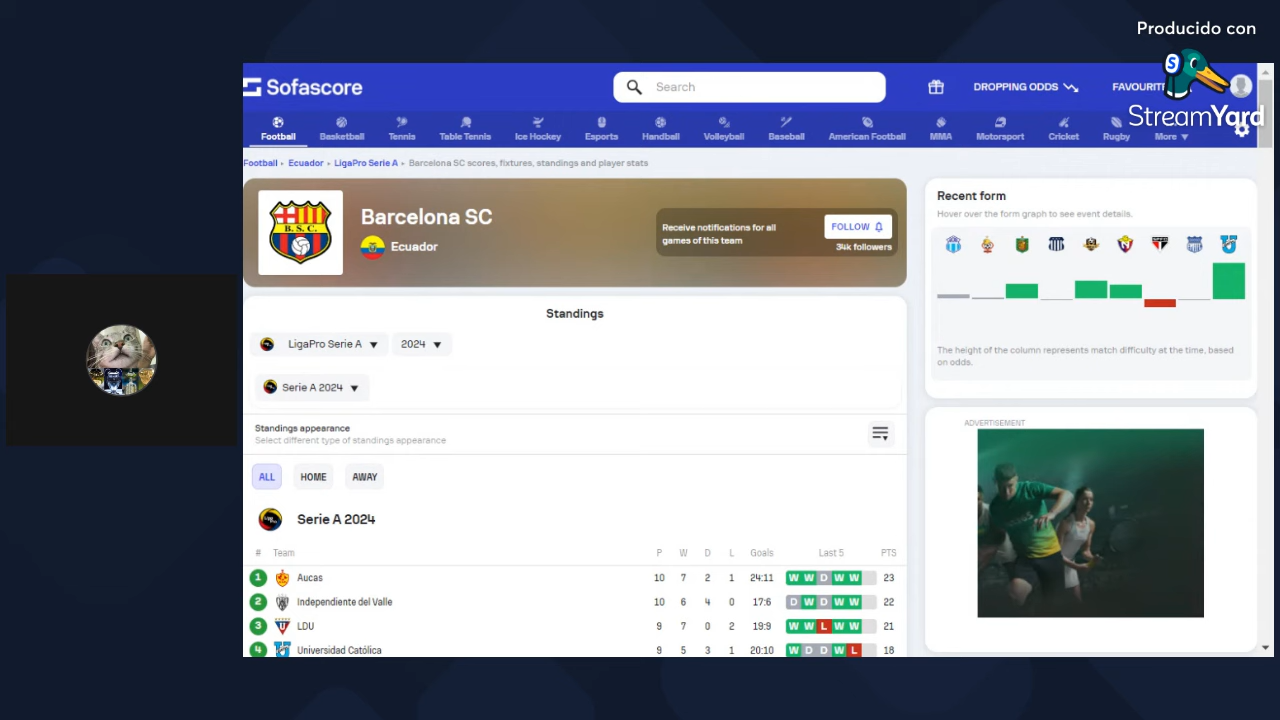 Producido con
StreamYard
Sofascore
Search
DROPPING ODDS
FAVOURIT
Football
Basketball
Tennis
Table Tennis
Ice Hockey
Esports
Handball
Volleyball
Baseball
American Football
MMA
Motorsport
Cricket
Rugby
More
Football
Ecuador
LigaPro Serie A
Barcelona SC scores, fixtures, standings and player stats
B. S. C.
Barcelona SC
Ecuador
Receive notifications for all
games of this team
FOLLOW
34k followers
Recent form
Hover over the form graph to see event details.
The height of the column represents match difficulty at the time, based
on odds.
Standings
LigaPro Serie A
2024
Serie A 2024
Standings appearance
Select different type of standings appearance
ALL HOME AWAY
Serie A 2024
# Team P W D L Goals Last 5 PTS
1 Aucas 10 7 2 1 24:11 W W D W W 23
2 Independiente del Valle 10 6 4 0 17:6 D W D W W 22
3 LDU 9 7 0 2 19:9 W W L W W 21
4 Universidad Católica 9 5 3 1 20:10 W D D W L 18
ADVERTISEMENT